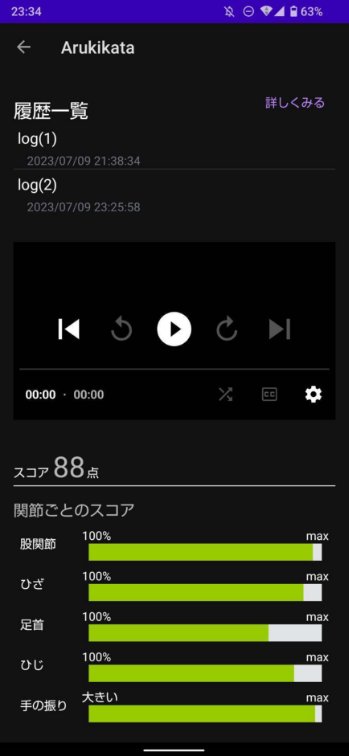 23:34 63%
Arukikata
履歴一覧 詳しくみる
log(1)
2023/07/09 21:38:34
log(2)
2023/07/09 23:25:58
00:00 · 00:00 CC
スコア 88点
関節ごとのスコア
100% max
股関節
100% max
ひざ
100% max
足首
100% max
ひじ
大きい max
手の振り